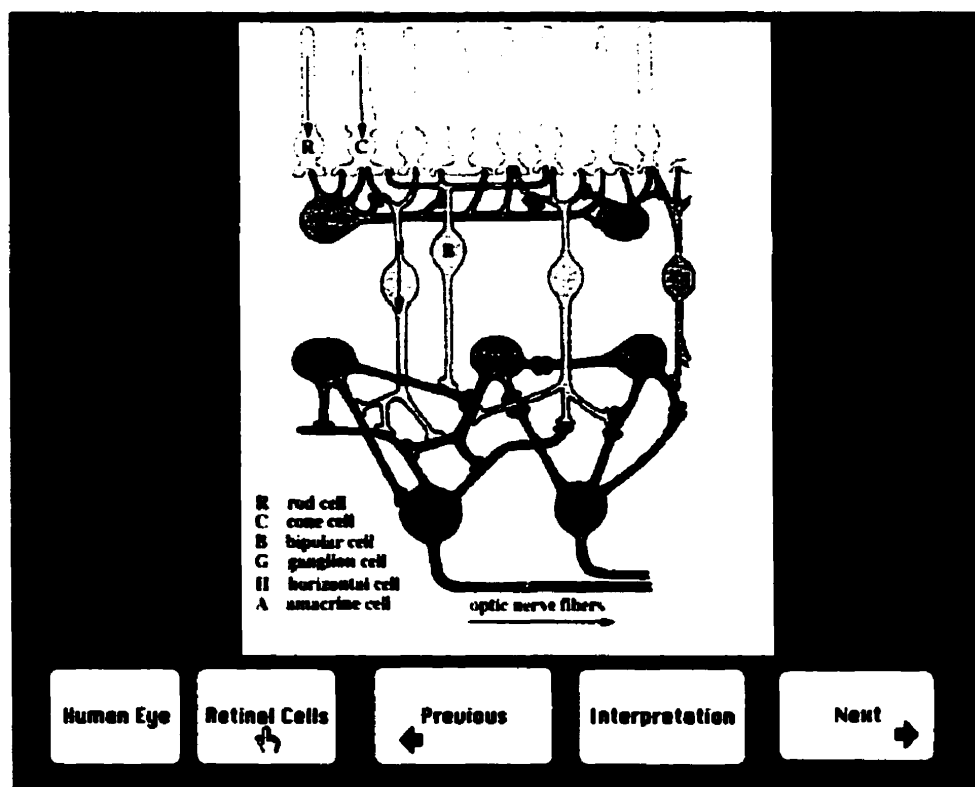 R
C
B
R rod cell
C cone cell
B bipolar cell
G ganglion cell
H horizontal cell
A amacrine cell
optic nerve fibers
Human Eye
Retinal Cells
Previous
Interpretation
Next